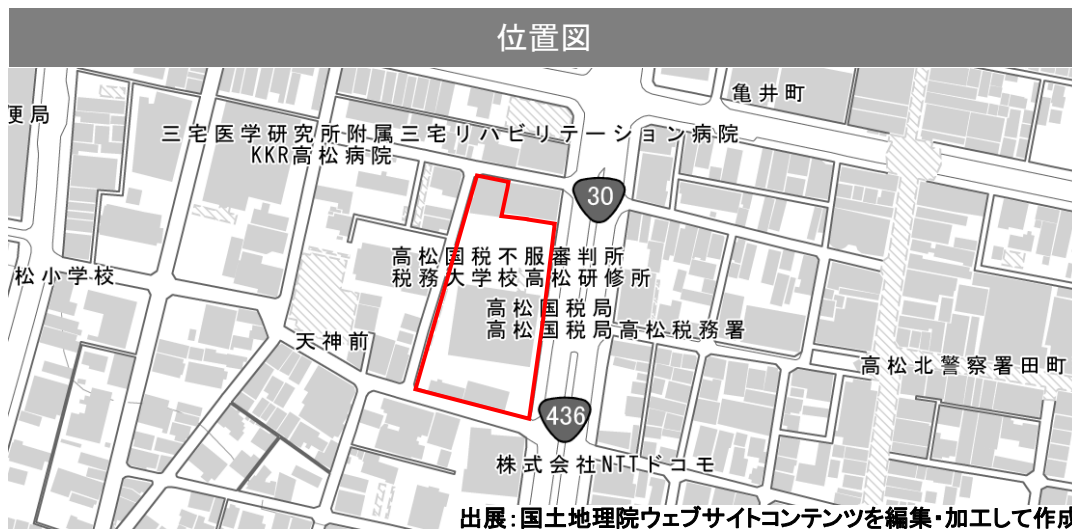 位置図
亀井町
便局
三宅医学研究所附属三宅リハビリテーション病院
KKR高松病院
30
高松国税不服審判所
税務大学校高松研修所
松小学校
高松国税局
高松国税局高松税務署
天神前
高松北警察署田町
436
株式会社NTTドコモ
出展:国土地理院ウェブサイトコンテンツを編集・加工して作成